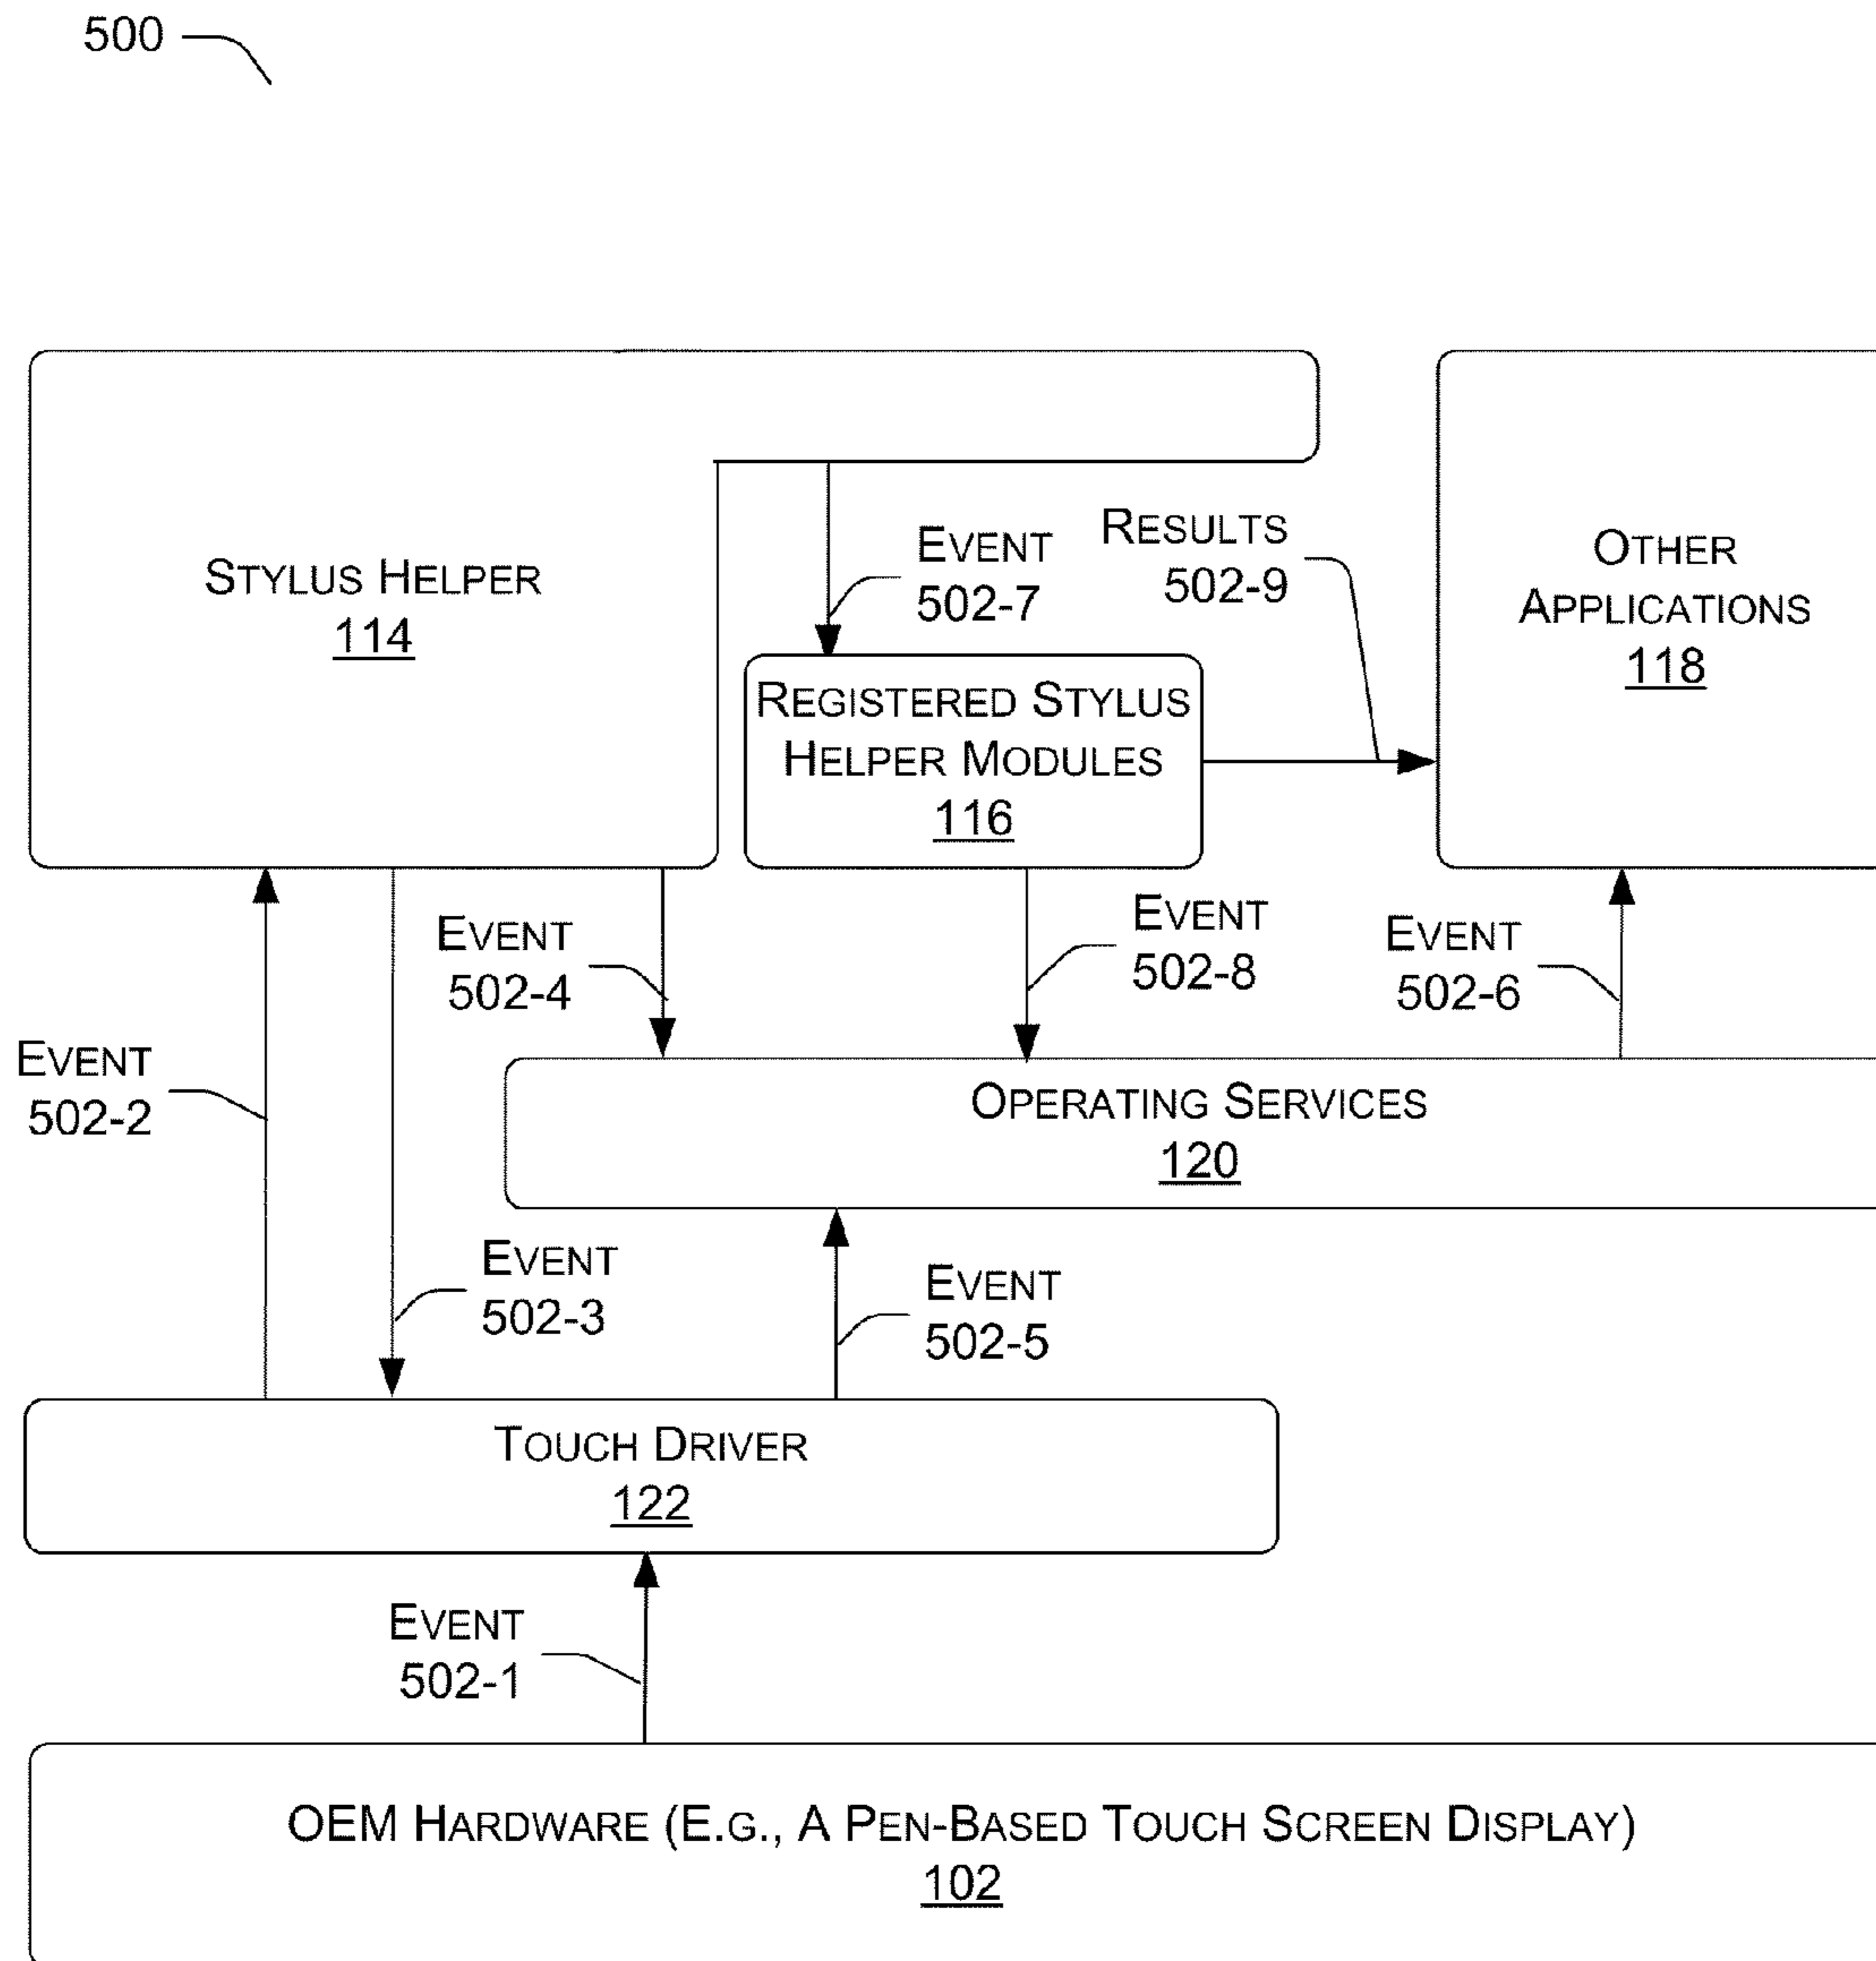 500
STYLUS HELPER
114
EVENT
502-7
RESULTS
502-9
OTHER
APPLICATIONS
118
REGISTERED STYLUS
HELPER MODULES
116
EVENT
502-4
EVENT
502-8
EVENT
502-6
EVENT
502-2
OPERATING SERVICES
120
EVENT
502-3
EVENT
502-5
TOUCH DRIVER
122
EVENT
502-1
OEM HARDWARE (E.G., A PEN-BASED TOUCH SCREEN DISPLAY)
102